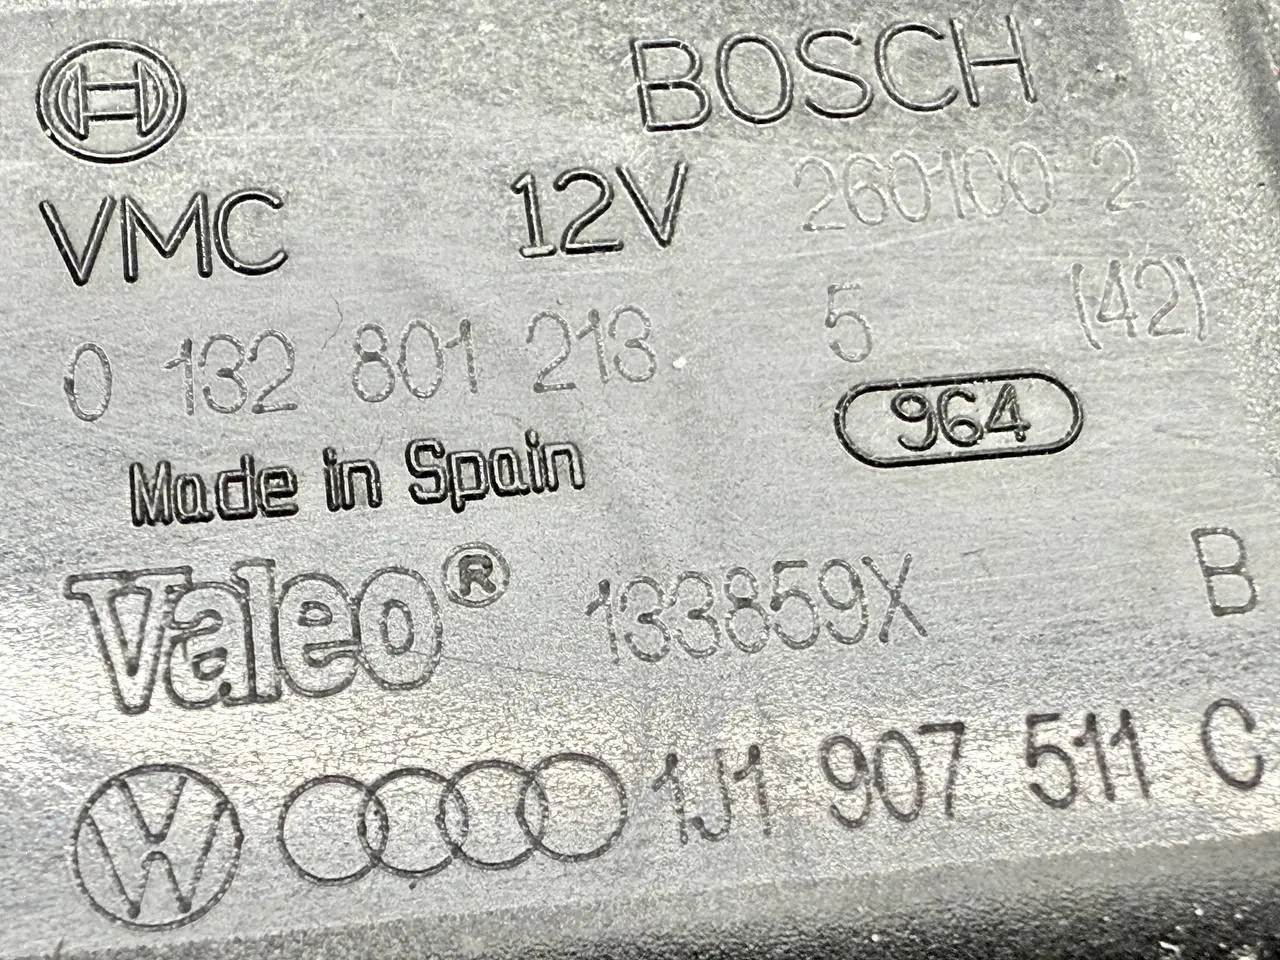 BOSCH
VMC 12V 260100 2
0 132 801 213 5 (42)
964
Made in Spain
Valeo® 133859X B
1J1 907 511 C